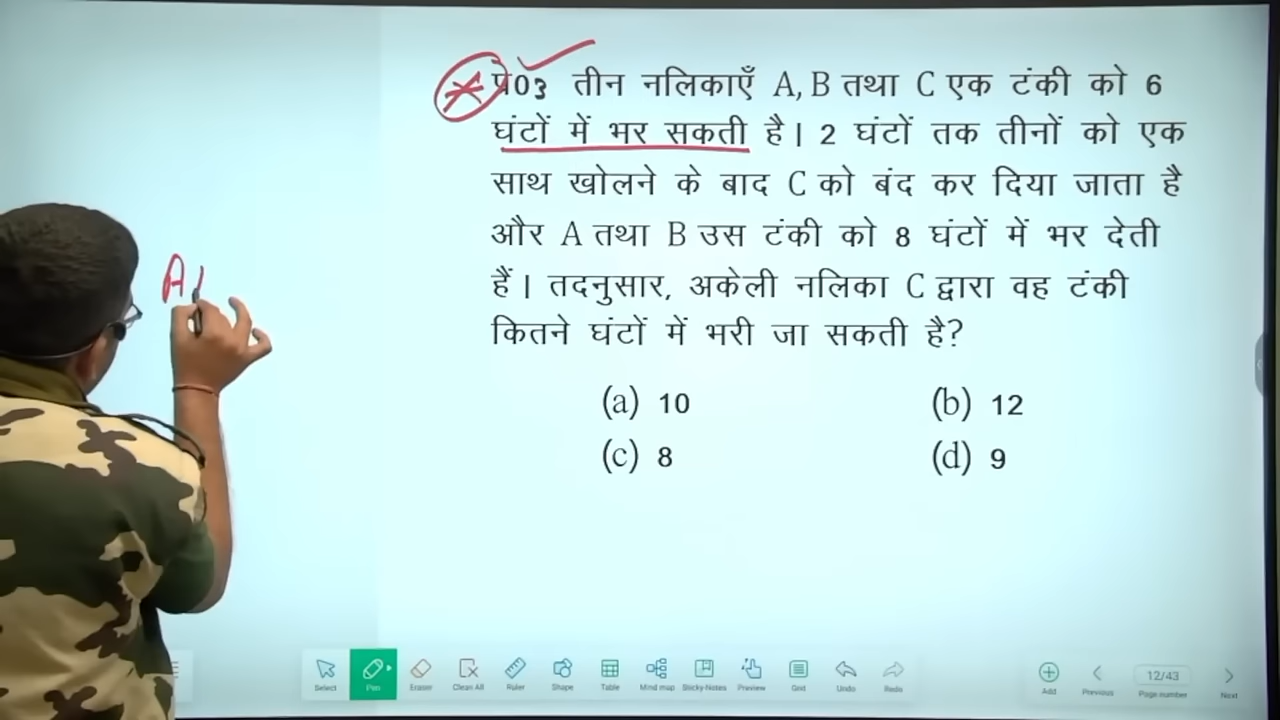 प्र03 तीन नलिकाएँ A, B तथा C एक टंकी को 6
घंटों में भर सकती है। 2 घंटों तक तीनों को एक
साथ खोलने के बाद C को बंद कर दिया जाता है
और A तथा B उस टंकी को 8 घंटों में भर देती
हैं। तदनुसार, अकेली नलिका C द्वारा वह टंकी
कितने घंटों में भरी जा सकती है?
(a) 10 (b) 12
(c) 8 (d) 9
A
Select Pen Eraser Clean All Ruler Shape Table Mind map Sticky Notes Preview Grid Undo Redo Add Previous 12/43 Page number Next